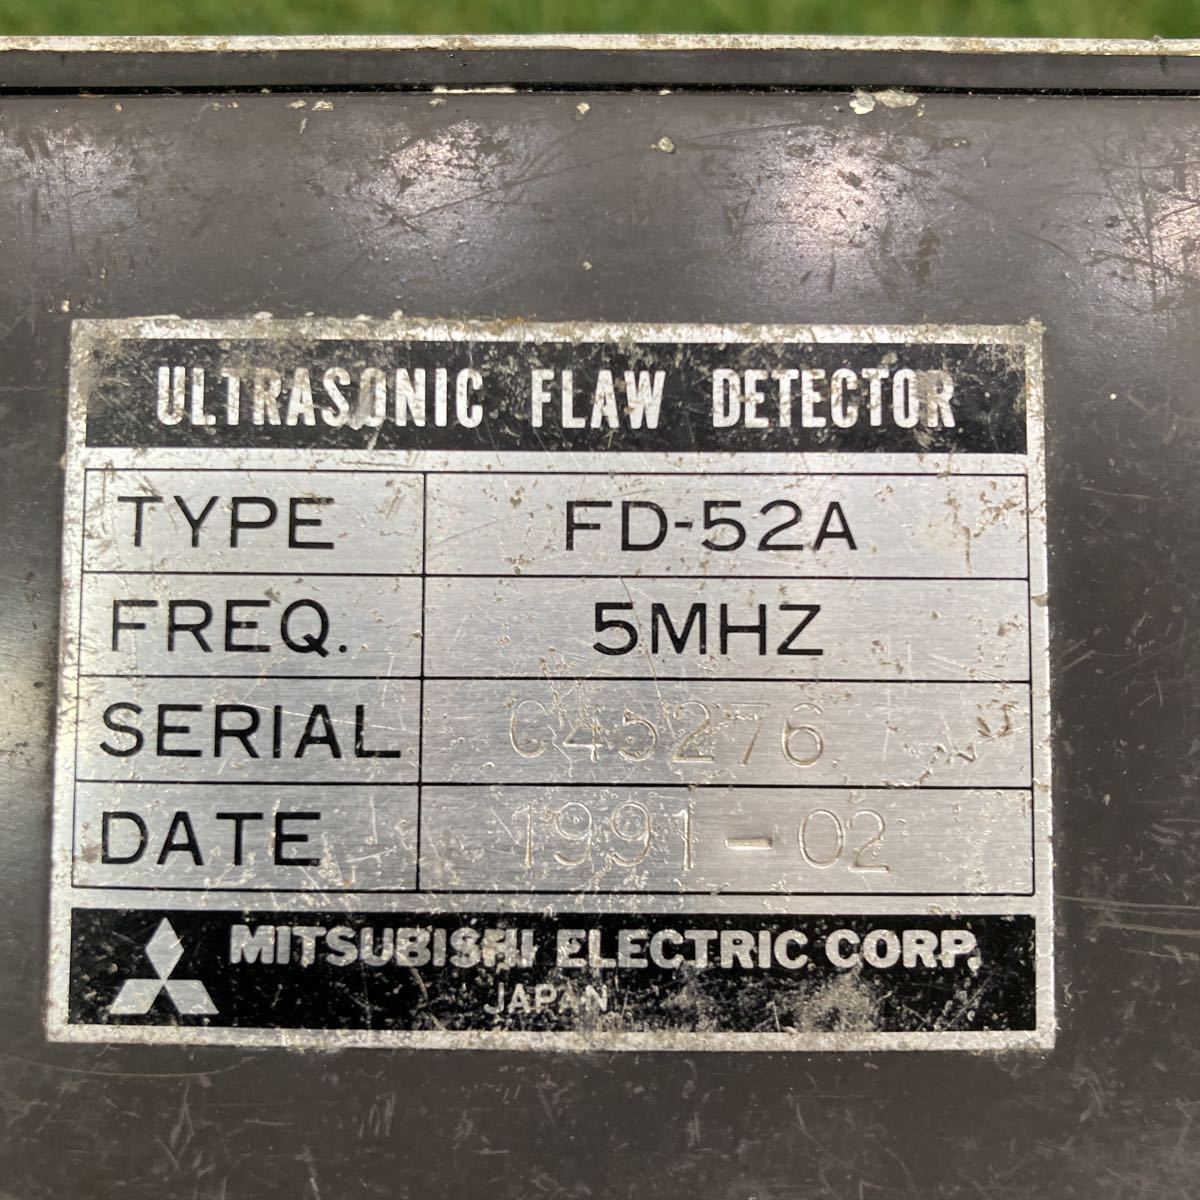 ULTRASONIC FLAW DETECTOR
TYPE FD-52A
FREQ. 5MHZ
SERIAL C45276
DATE 1991-02
MITSUBISHI ELECTRIC CORP.
JAPAN